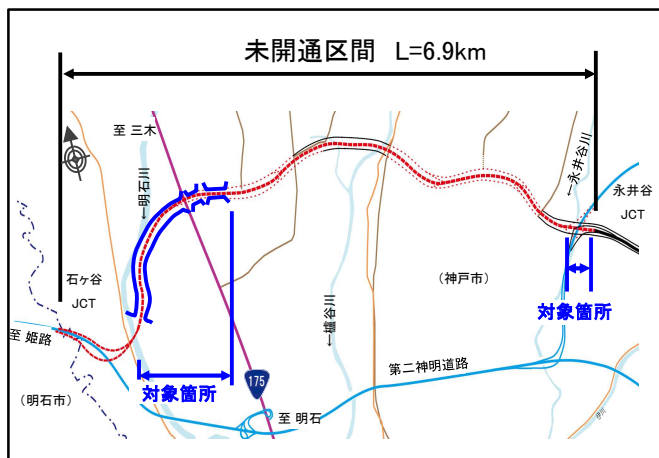 未開通区間 L=6.9km
至 三木
←明石川
←永井谷川
永井谷
JCT
石ヶ谷
JCT
(神戸市)
←櫨谷川
対象箇所
至 姫路
第二神明道路
175
対象箇所
(明石市)
至 明石
伊川